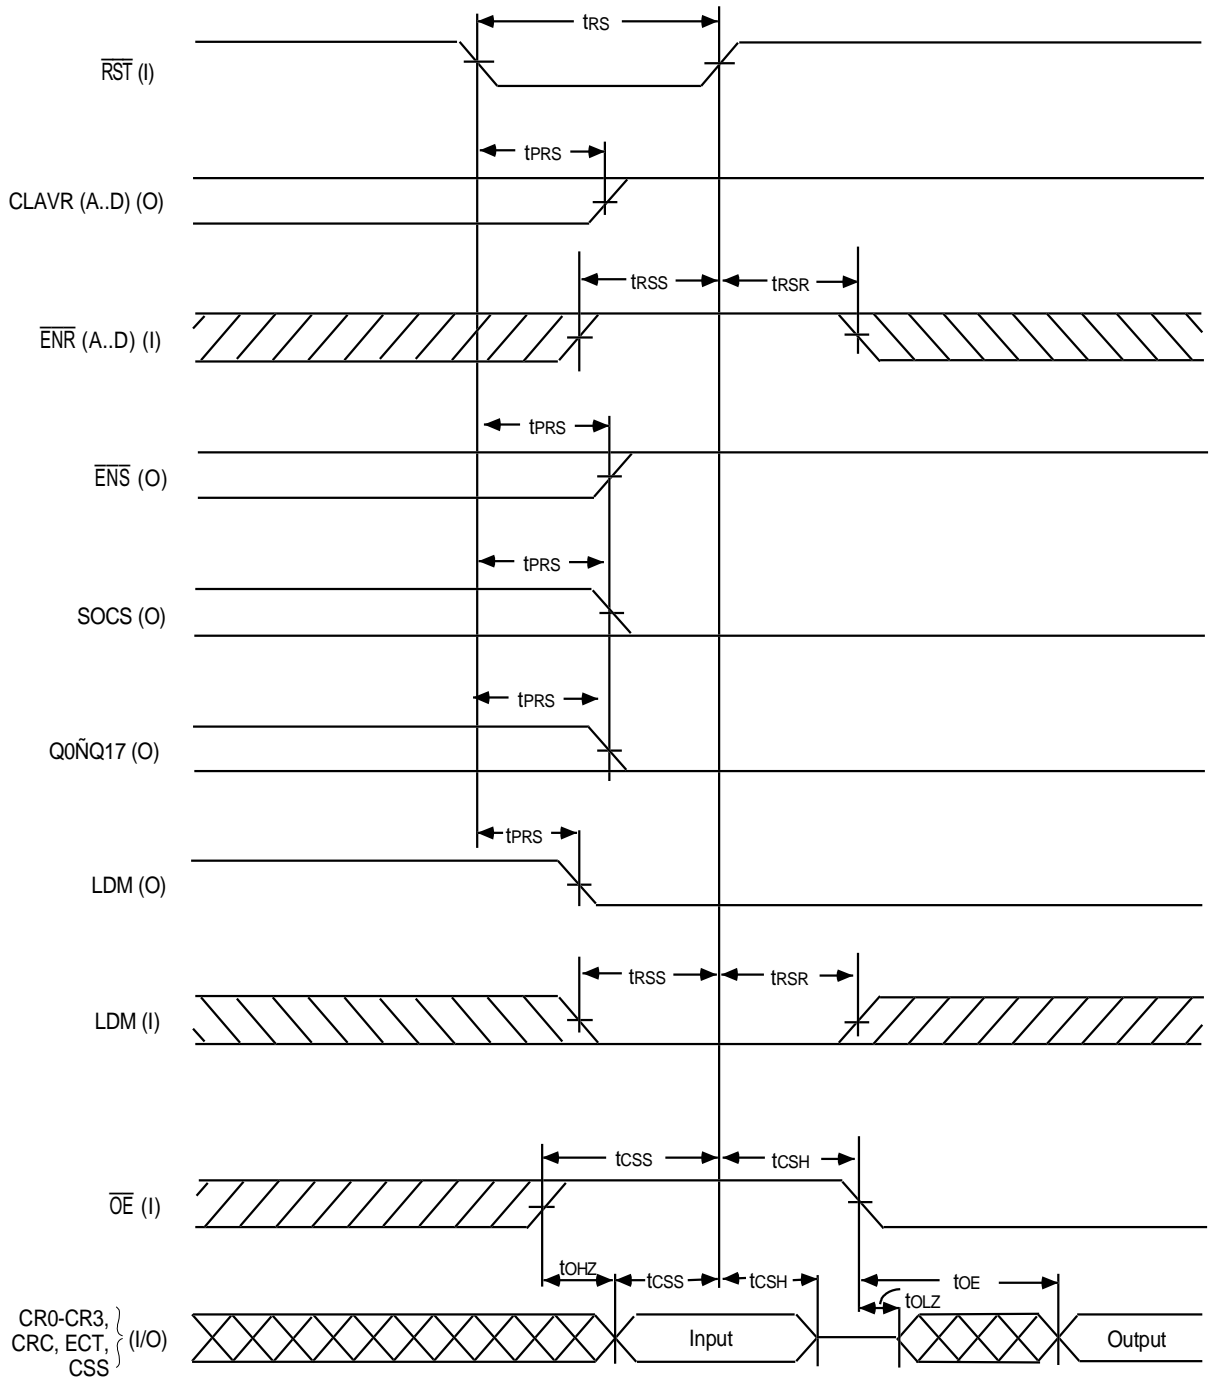 tRS
RST (I)
tPRS
CLAVR (A..D) (O)
tRSS
tRSR
ENR (A..D) (I)
tPRS
ENS (O)
tPRS
SOCS (O)
tPRS
Q0ÑQ17 (O)
tPRS
LDM (O)
tRSS
tRSR
LDM (I)
tCSS
tCSH
OE (I)
tOHZ
tCSS
tCSH
tOE
tOLZ
CR0-CR3,
CRC, ECT,
CSS
(I/O)
Input
Output